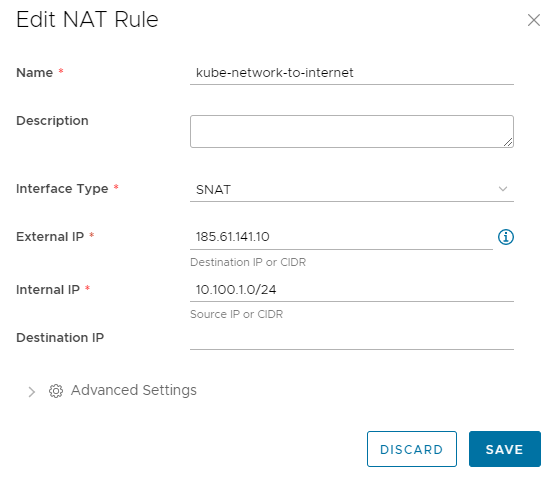 Edit NAT Rule
Name *
kube-network-to-internet
Description
Interface Type *
SNAT
External IP *
185.61.141.10
Destination IP or CIDR
Internal IP *
10.100.1.0/24
Source IP or CIDR
Destination IP
Advanced Settings
DISCARD
SAVE